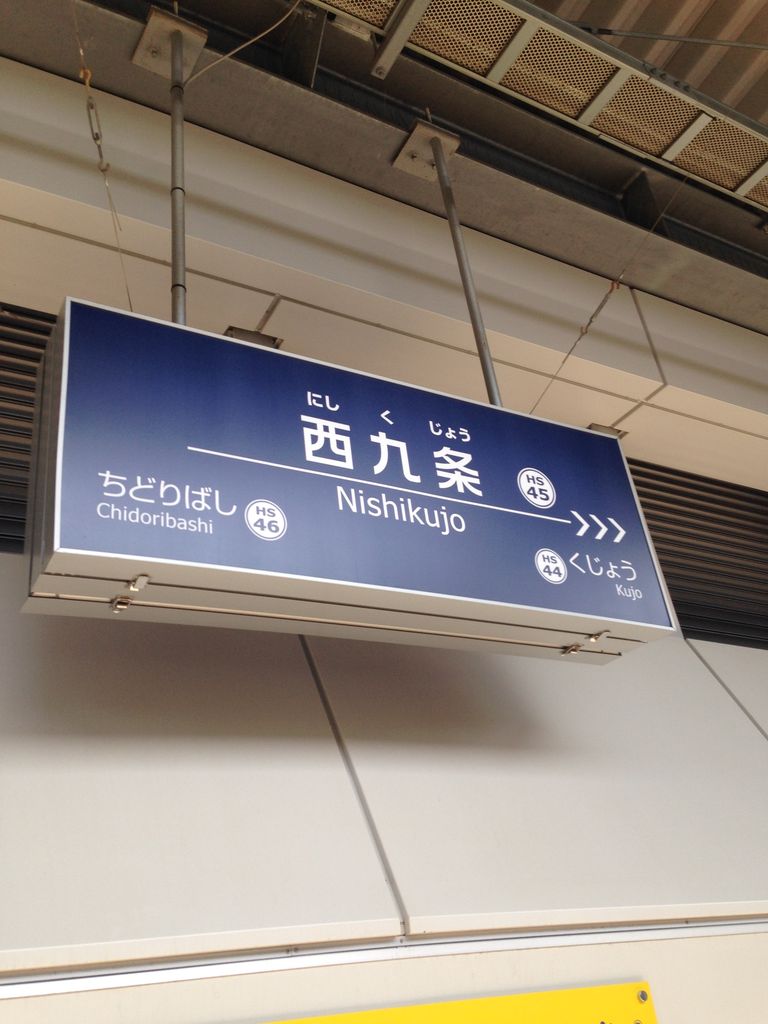 にし く じょう
西九条
HS
45
Nishikujo
ちどりばし
Chidoribashi
HS
46
HS
44
くじょう
Kujo